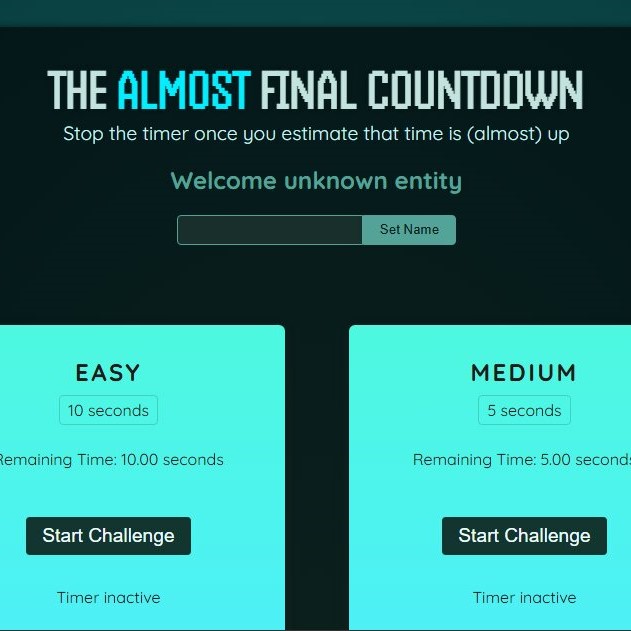 THE ALMOST FINAL COUNTDOWN
Stop the timer once you estimate that time is (almost) up
Welcome unknown entity
Set Name
EASY
10 seconds
Remaining Time: 10.00 seconds
Start Challenge
Timer inactive
MEDIUM
5 seconds
Remaining Time: 5.00 seconds
Start Challenge
Timer inactive